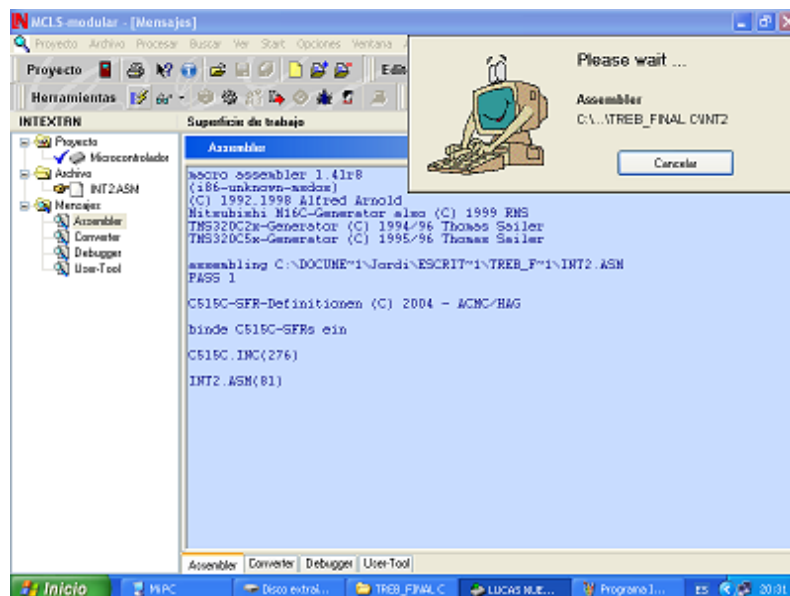 MCLS-modular - [Mensajes]
Proyecto Archivo Procesar Buscar Ver Start Opciones Ventana
Proyecto
Herramientas
Please wait ...
Assembler
C:\...\TREB_FINAL C\INT2
Cancelar
INTEXTRN
Superficie de trabajo
Proyecto
Microcontrolador
Archivo
INT2.ASM
Mensajes
Assembler
Converter
Debugger
User-Tool
Assembler
macro assembler 1.41r8
(i86-unknown-msdos)
(C) 1992,1998 Alfred Arnold
Mitsubishi M16C-Generator also (C) 1999 RMS
TMS320C2x-Generator (C) 1994/96 Thomas Sailer
TMS320C5x-Generator (C) 1995/96 Thomas Sailer
assembling C:\DOCUME~1\Jordi\ESCRIT~1\TREB_F~1\INT2.ASM
PASS 1
C515C-SFR-Definitionen (C) 2004 - ACMC/HAG
binde C515C-SFRs ein
C515C.INC(276)
INT2.ASM(81)
Assembler Converter Debugger User-Tool
Inicio MiPC Disco extraí... TREB_FINAL C LUCAS NUE... Programa I... ES 20:31